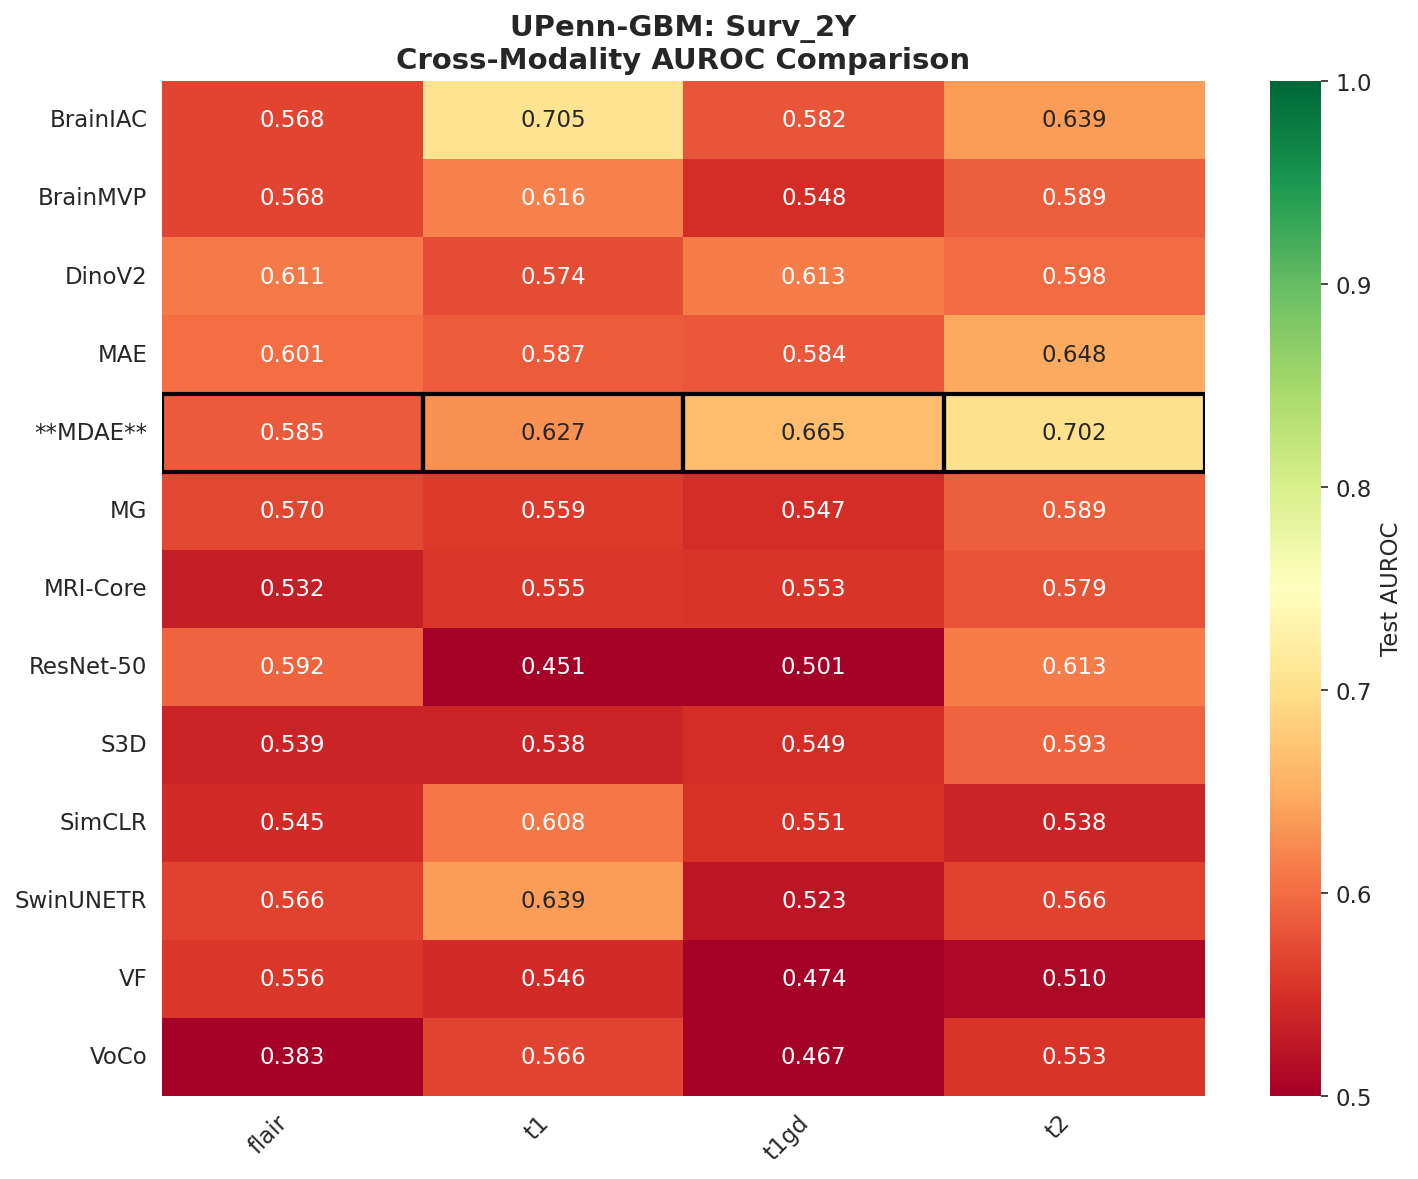 UPenn-GBM: Surv_2Y
Cross-Modality AUROC Comparison
BrainIAC 0.568 0.705 0.582 0.639
BrainMVP 0.568 0.616 0.548 0.589
DinoV2 0.611 0.574 0.613 0.598
MAE 0.601 0.587 0.584 0.648
**MDAE** 0.585 0.627 0.665 0.702
MG 0.570 0.559 0.547 0.589
MRI-Core 0.532 0.555 0.553 0.579
ResNet-50 0.592 0.451 0.501 0.613
S3D 0.539 0.538 0.549 0.593
SimCLR 0.545 0.608 0.551 0.538
SwinUNETR 0.566 0.639 0.523 0.566
VF 0.556 0.546 0.474 0.510
VoCo 0.383 0.566 0.467 0.553
flair t1 t1gd t2
1.0
0.9
0.8
0.7
0.6
0.5
Test AUROC